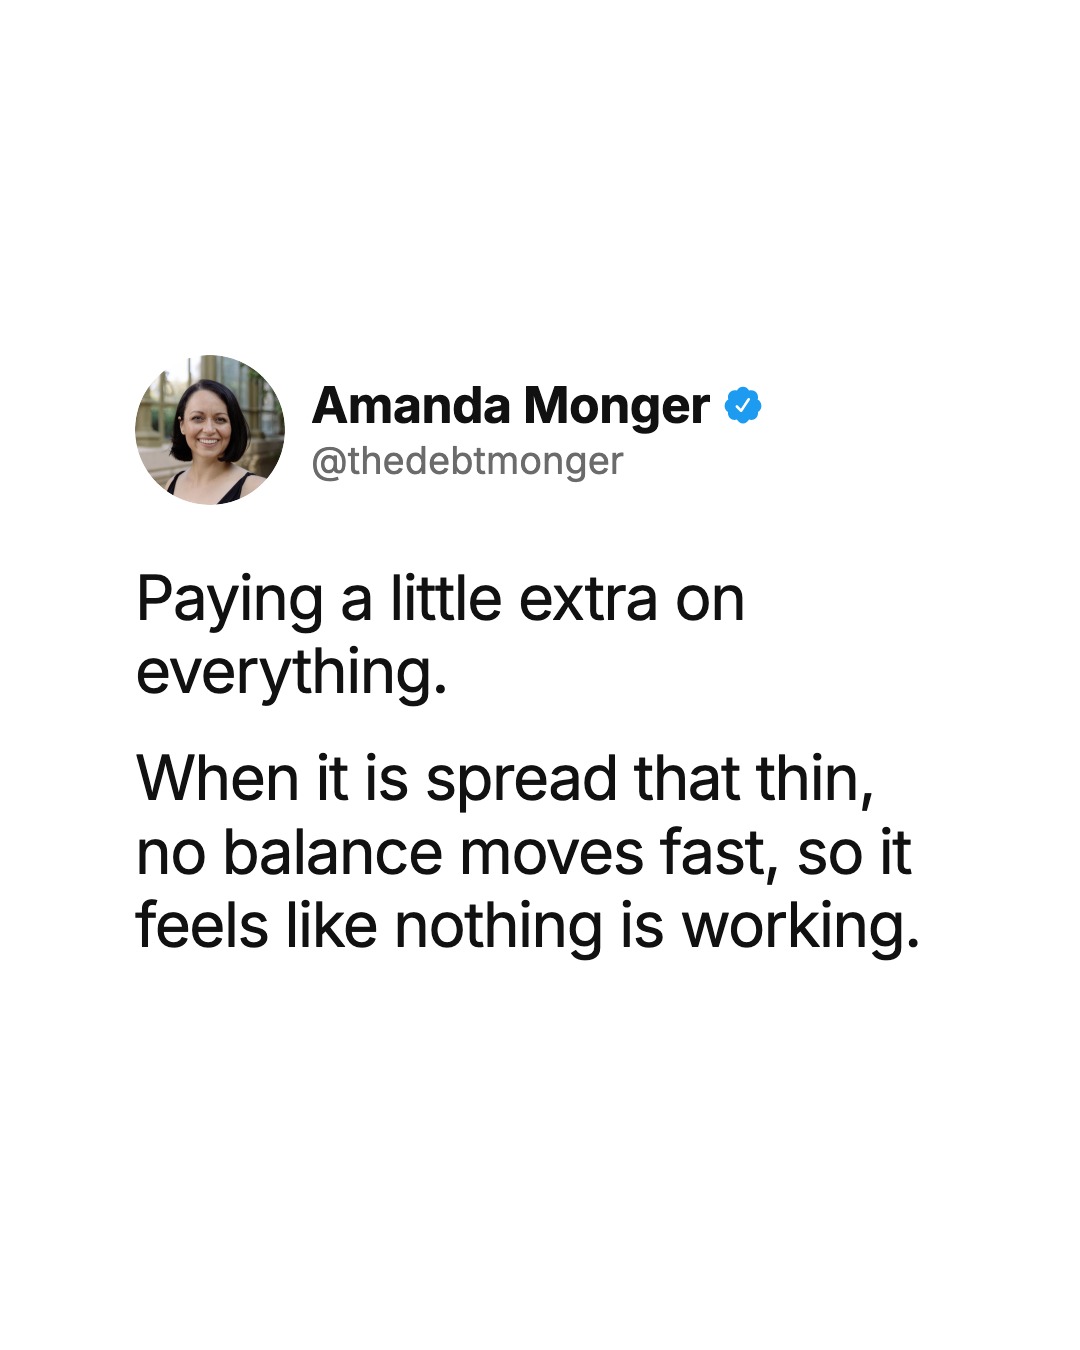 Amanda Monger
@thedebtmonger
Paying a little extra on
everything.
When it is spread that thin,
no balance moves fast, so it
feels like nothing is working.